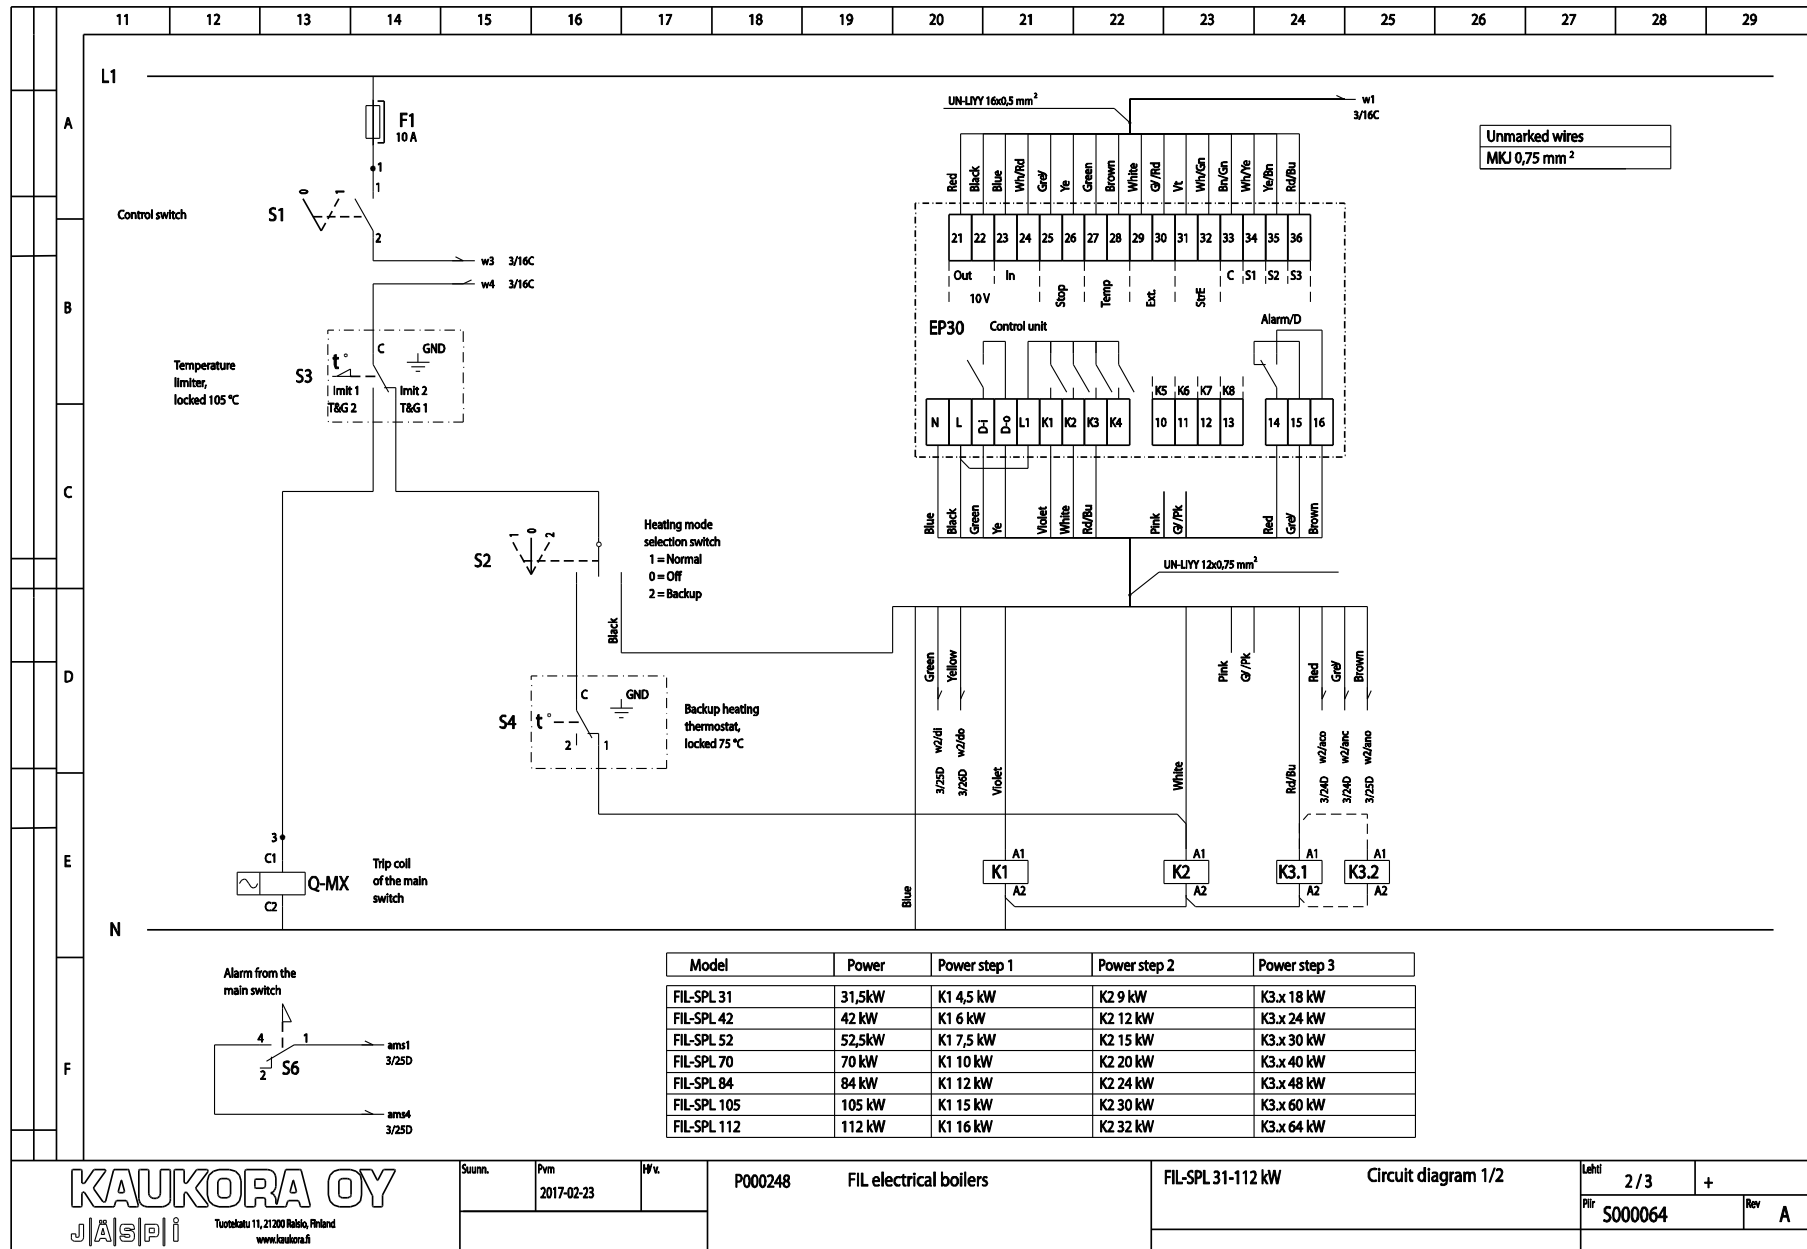 11 12 13 14 15 16 17 18 19 20 21 22 23 24 25 26 27 28 29
A
B
C
D
E
F
L1
F1
10 A
1
0 1 1
Control switch
S1
2
w3 3/16C
w4 3/16C
C GND
t°
Temperature
limiter,
locked 105 °C
S3
lmit 1 lmit 2
T&G 2 T&G 1
Heating mode
selection switch
1 = Normal
0 = Off
2 = Backup
S2
1 0 2
Black
C GND
S4 t°
2 1
Backup heating
thermostat,
locked 75 °C
3
C1
Q-MX
C2
Trip coil
of the main
switch
N
UN-LIYY 16x0,5 mm²
w1
3/16C
Unmarked wires
MKJ 0,75 mm²
Red Black Blue Wh/Rd Grey Ye Green Brown White Gy/Rd Vt Wh/Gn Bn/Gn Wh/Ye Ye/Bn Rd/Bu
21 22 23 24 25 26 27 28 29 30 31 32 33 34 35 36
Out In C S1 S2 S3
10 V Stop Temp Ext. StrE
EP30 Control unit Alarm/D
K5 K6 K7 K8
N L D-i D-o L1 K1 K2 K3 K4 10 11 12 13 14 15 16
Blue Black Green Ye Violet White Rd/Bu Pink Gy/Pk Red Grey Brown
UN-LIYY 12x0,75 mm²
Green Yellow Pink Gy/Pk Red Grey Brown
3/25D w2/di
3/26D w2/do
Violet
White
Rd/Bu
3/24D w2/aco
3/24D w2/anc
3/25D w2/ano
Blue
A1 A1 A1 A1
K1 K2 K3.1 K3.2
A2 A2 A2 A2
Alarm from the
main switch
4 1
2 S6
ams1
3/25D
ams4
3/25D
Model Power Power step 1 Power step 2 Power step 3
FIL-SPL 31 31,5kW K1 4,5 kW K2 9 kW K3.x 18 kW
FIL-SPL 42 42 kW K1 6 kW K2 12 kW K3.x 24 kW
FIL-SPL 52 52,5kW K1 7,5 kW K2 15 kW K3.x 30 kW
FIL-SPL 70 70 kW K1 10 kW K2 20 kW K3.x 40 kW
FIL-SPL 84 84 kW K1 12 kW K2 24 kW K3.x 48 kW
FIL-SPL 105 105 kW K1 15 kW K2 30 kW K3.x 60 kW
FIL-SPL 112 112 kW K1 16 kW K2 32 kW K3.x 64 kW
KAUKORA OY
JÄSPI
Tuotekatu 11, 21200 Raisio, Finland
www.kaukora.fi
Suunn. Pvm Hyv.
2017-02-23
P000248 FIL electrical boilers
FIL-SPL 31-112 kW Circuit diagram 1/2
Lehti
2 / 3 +
Piir
S000064
Rev
A